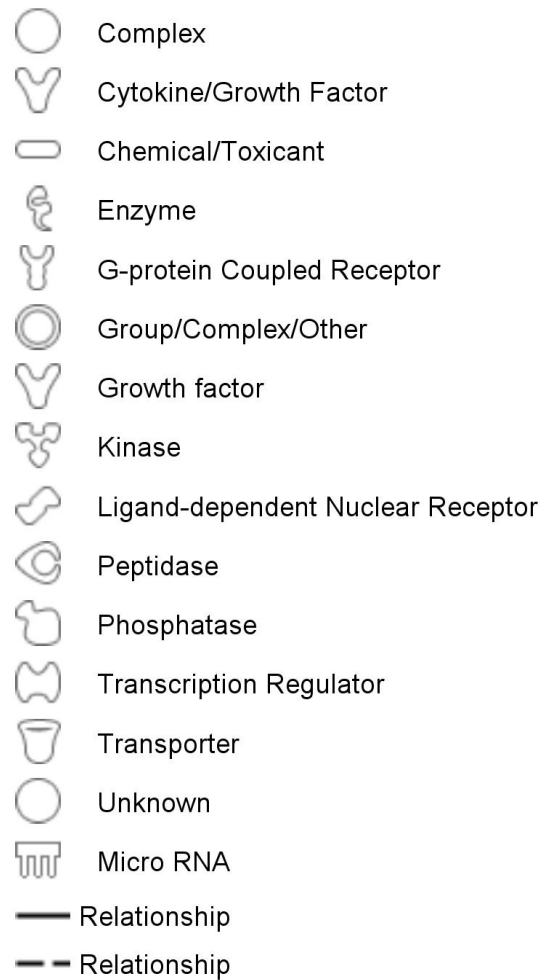 Complex
Cytokine/Growth Factor
Chemical/Toxicant
Enzyme
G-protein Coupled Receptor
Group/Complex/Other
Growth factor
Kinase
Ligand-dependent Nuclear Receptor
Peptidase
Phosphatase
Transcription Regulator
Transporter
Unknown
Micro RNA
Relationship
Relationship